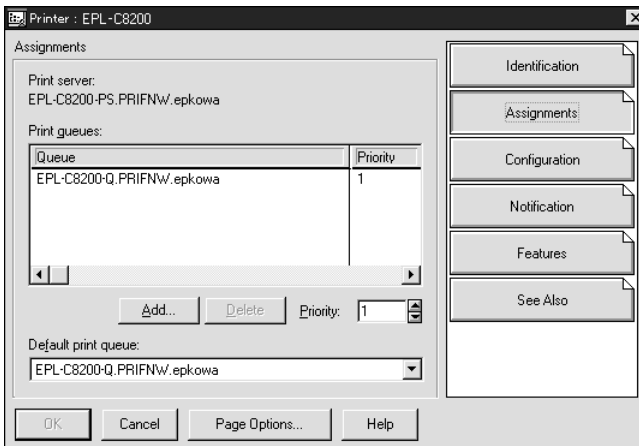 Printer : EPL-C8200
Assignments
Print server:
EPL-C8200-PS.PRIFNW.epkowa
Print queues:
Queue Priority
EPL-C8200-Q.PRIFNW.epkowa 1
Add... Delete Priority: 1
Default print queue:
EPL-C8200-Q.PRIFNW.epkowa
OK Cancel Page Options... Help
Identification
Assignments
Configuration
Notification
Features
See Also